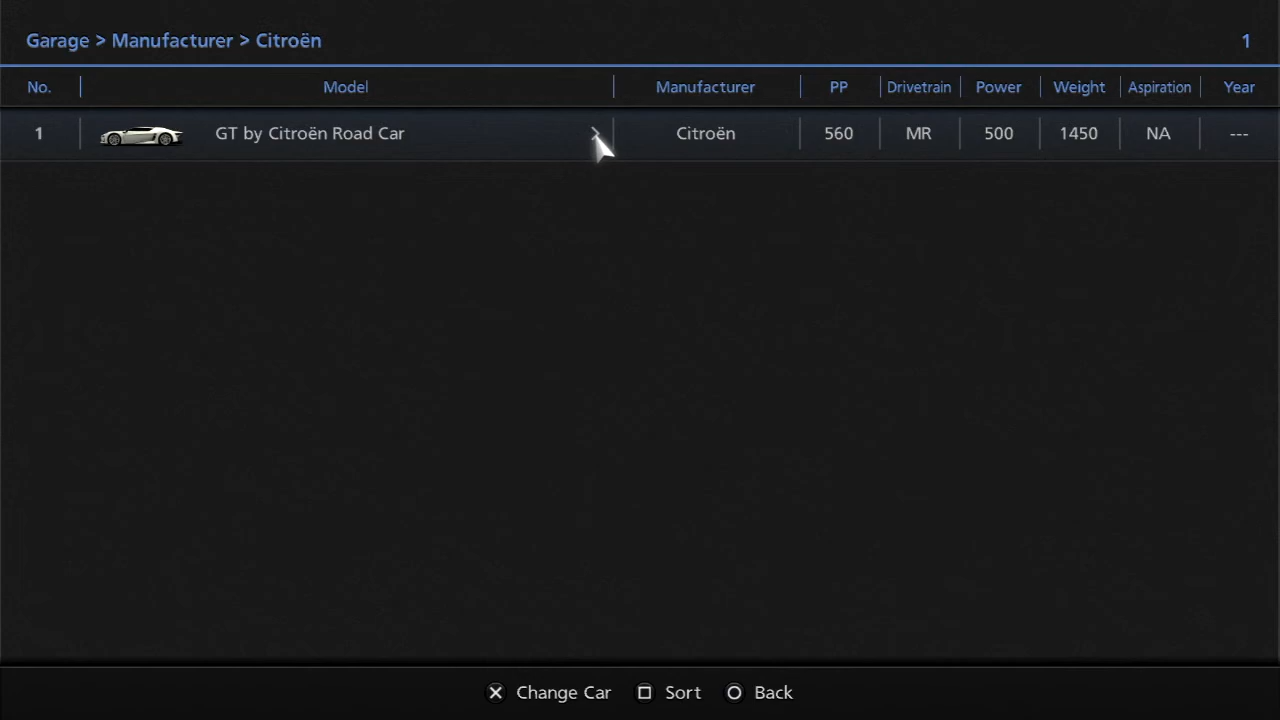 Garage > Manufacturer > Citroën 1
No. Model Manufacturer PP Drivetrain Power Weight Aspiration Year
1 GT by Citroën Road Car Citroën 560 MR 500 1450 NA ---
Change Car Sort Back